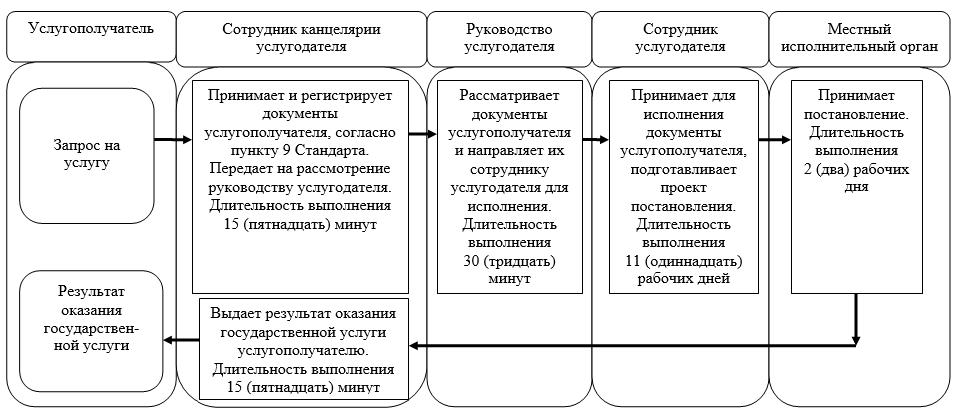 Услугополучатель
Сотрудник канцелярии
услугодателя
Руководство
услугодателя
Сотрудник
услугодателя
Местный
исполнительный орган
Запрос на
услугу
Принимает и регистрирует
документы
услугополучателя, согласно
пункту 9 Стандарта.
Передает на рассмотрение
руководству услугодателя.
Длительность выполнения
15 (пятнадцать) минут
Рассматривает
документы
услугополучателя
и направляет их
сотруднику
услугодателя для
исполнения.
Длительность
выполнения
30 (тридцать)
минут
Принимает для
исполнения
документы
услугополучателя,
подготавливает
проект
постановления.
Длительность
выполнения
11 (одиннадцать)
рабочих дней
Принимает
постановление.
Длительность
выполнения
2 (два) рабочих
дня
Результат
оказания
государствен-
ной услуги
Выдает результат оказания
государственной услуги
услугополучателю.
Длительность выполнения
15 (пятнадцать) минут